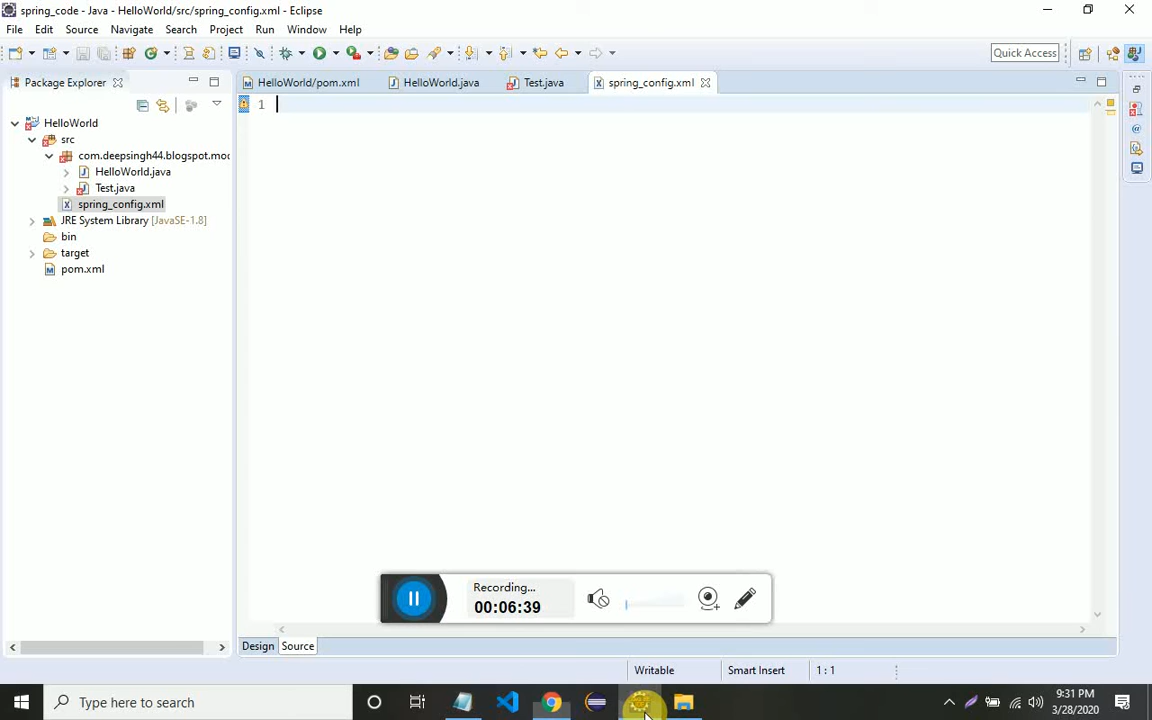 spring_code - Java - HelloWorld/src/spring_config.xml - Eclipse
File Edit Source Navigate Search Project Run Window Help
Quick Access
Package Explorer
HelloWorld/pom.xml HelloWorld.java Test.java spring_config.xml
1
HelloWorld
src
com.deepsingh44.blogspot.moc
HelloWorld.java
Test.java
spring_config.xml
JRE System Library [JavaSE-1.8]
bin
target
pom.xml
Recording...
00:06:39
Design Source
Writable Smart Insert 1 : 1
Type here to search
9:31 PM
3/28/2020